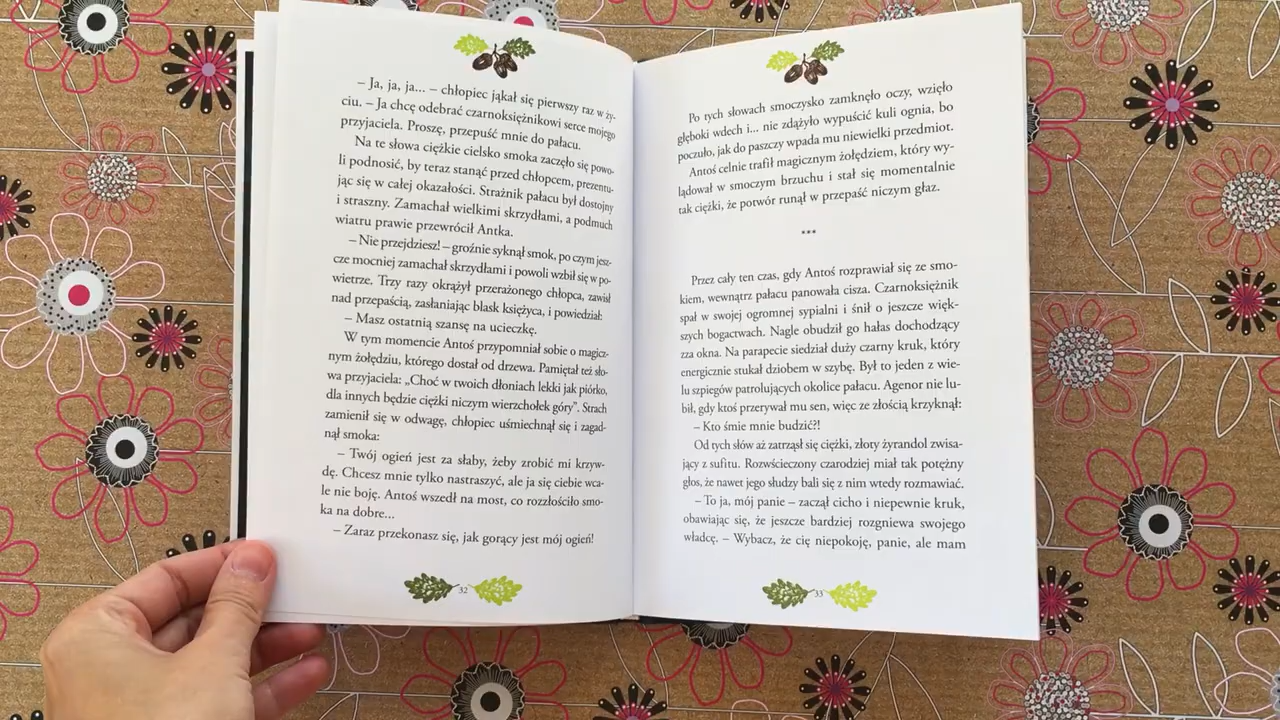 – Ja, ja, ja... – chłopiec jąkał się pierwszy raz w ży-
ciu. – Ja chcę odebrać czarnoksiężnikowi serce mojego
przyjaciela. Proszę, przepuść mnie do pałacu.
Na te słowa ciężkie cielsko smoka zaczęło się powo-
li podnosić, by teraz stanąć przed chłopcem, prezentu-
jąc się w całej okazałości. Strażnik pałacu był dostojny
i straszny. Zamachał wielkimi skrzydłami, a podmuch
wiatru prawie przewrócił Antka.
– Nie przejdziesz! – groźnie syknął smok, po czym jesz-
cze mocniej zamachał skrzydłami i powoli wzbił się w po-
wietrze. Trzy razy okrążył przerażonego chłopca, zawisł
nad przepaścią, zasłaniając blask księżyca, i powiedział:
– Masz ostatnią szansę na ucieczkę.
W tym momencie Antoś przypomniał sobie o magicz-
nym żołędziu, którego dostał od drzewa. Pamiętał też sło-
wa przyjaciela: „Choć w twoich dłoniach lekki jak piórko,
dla innych będzie ciężki niczym wierzchołek góry”. Strach
zamienił się w odwagę, chłopiec uśmiechnął się i zagad-
nął smoka:
– Twój ogień jest za słaby, żeby zrobić mi krzyw-
dę. Chcesz mnie tylko nastraszyć, ale ja się ciebie wca-
le nie boję. Antoś wszedł na most, co rozzłościło smo-
ka na dobre...
– Zaraz przekonasz się, jak gorący jest mój ogień!
32
Po tych słowach smoczysko zamknęło oczy, wzięło
głęboki wdech i... nie zdążyło wypuścić kuli ognia, bo
poczuło, jak do paszczy wpada mu niewielki przedmiot.
Antoś celnie trafił magicznym żołędziem, który wy-
lądował w smoczym brzuchu i stał się momentalnie
tak ciężki, że potwór runął w przepaść niczym głaz.
***
Przez cały ten czas, gdy Antoś rozprawiał się ze smo-
kiem, wewnątrz pałacu panowała cisza. Czarnoksiężnik
spał w swojej ogromnej sypialni i śnił o jeszcze więk-
szych bogactwach. Nagle obudził go hałas dochodzący
zza okna. Na parapecie siedział duży czarny kruk, który
energicznie stukał dziobem w szybę. Był to jeden z wie-
lu szpiegów patrolujących okolice pałacu. Agenor nie lu-
bił, gdy ktoś przerywał mu sen, więc ze złością krzyknął:
– Kto śmie mnie budzić?!
Od tych słów aż zatrząsł się ciężki, złoty żyrandol zwisa-
jący z sufitu. Rozwścieczony czarodziej miał tak potężny
głos, że nawet jego słudzy bali się z nim wtedy rozmawiać.
– To ja, mój panie – zaczął cicho i niepewnie kruk,
obawiając się, że jeszcze bardziej rozgniewa swojego
władcę. – Wybacz, że cię niepokoję, panie, ale mam
33